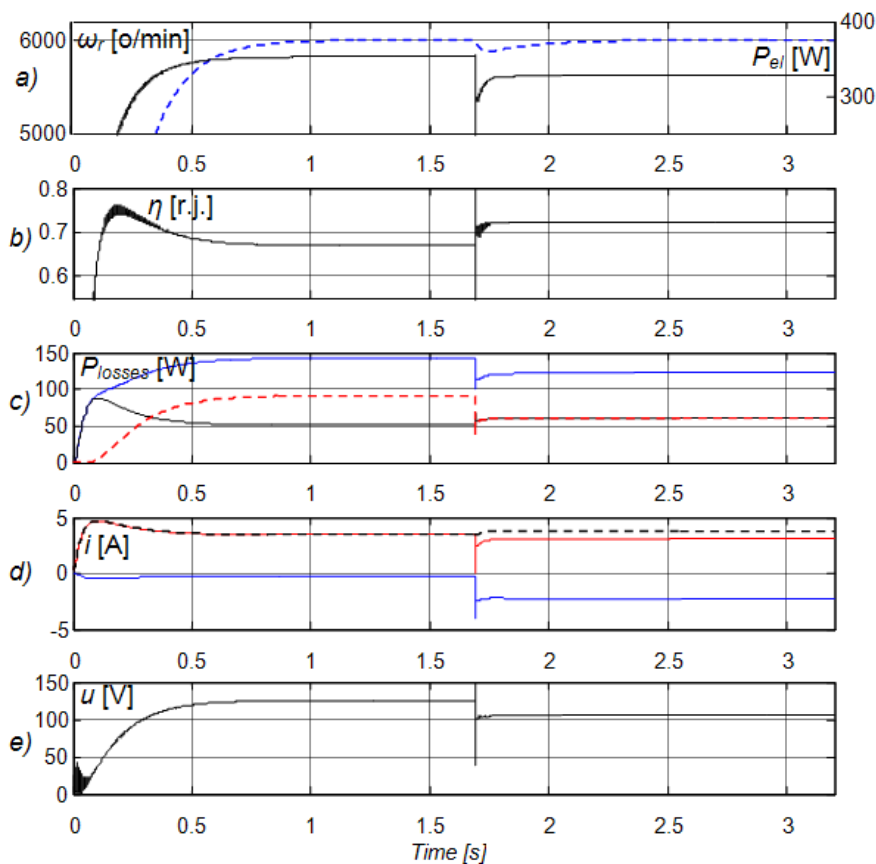 400
6000
ω_r [o/min]
P_el [W]
a)
300
5000
0 0.5 1 1.5 2 2.5 3
0.8
η [r.j.]
b) 0.7
0.6
0 0.5 1 1.5 2 2.5 3
150
P_losses [W]
100
c)
50
0
0 0.5 1 1.5 2 2.5 3
5
i [A]
d) 0
-5
0 0.5 1 1.5 2 2.5 3
150
u [V]
100
e)
50
0
0 0.5 1 1.5 2 2.5 3
Time [s]